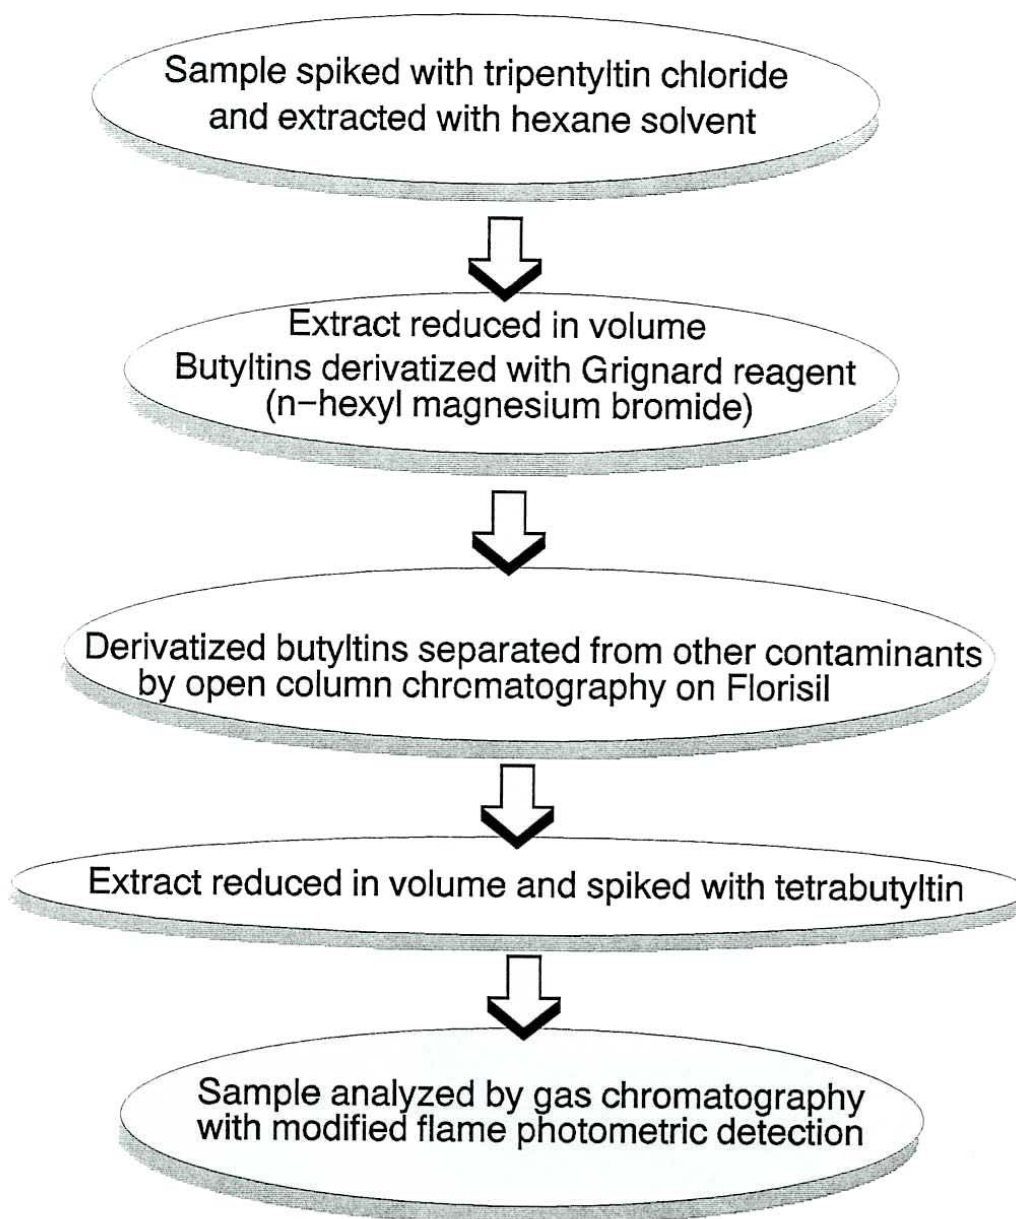 Sample spiked with tripentyltin chloride
and extracted with hexane solvent
Extract reduced in volume
Butyltins derivatized with Grignard reagent
(n-hexyl magnesium bromide)
Derivatized butyltins separated from other contaminants
by open column chromatography on Florisil
Extract reduced in volume and spiked with tetrabutyltin
Sample analyzed by gas chromatography
with modified flame photometric detection